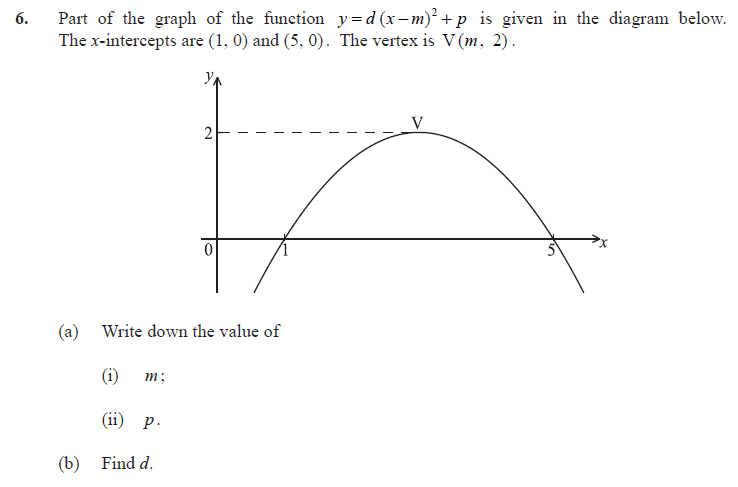 6. Part of the graph of the function y = d (x − m)² + p is given in the diagram below.
The x-intercepts are (1, 0) and (5, 0). The vertex is V(m, 2).
y
V
2
0
1
5
x
(a) Write down the value of
(i) m;
(ii) p.
(b) Find d.